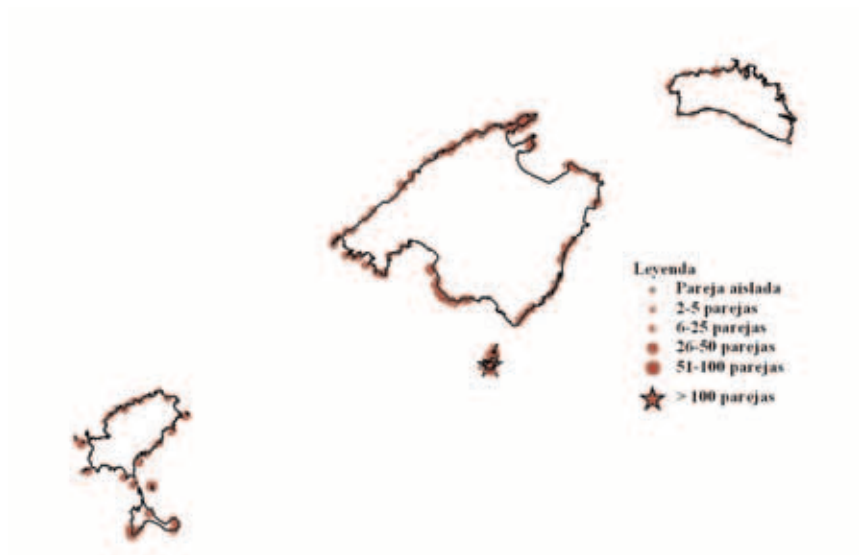 Leyenda
Pareja aislada
2-5 parejas
6-25 parejas
26-50 parejas
51-100 parejas
> 100 parejas